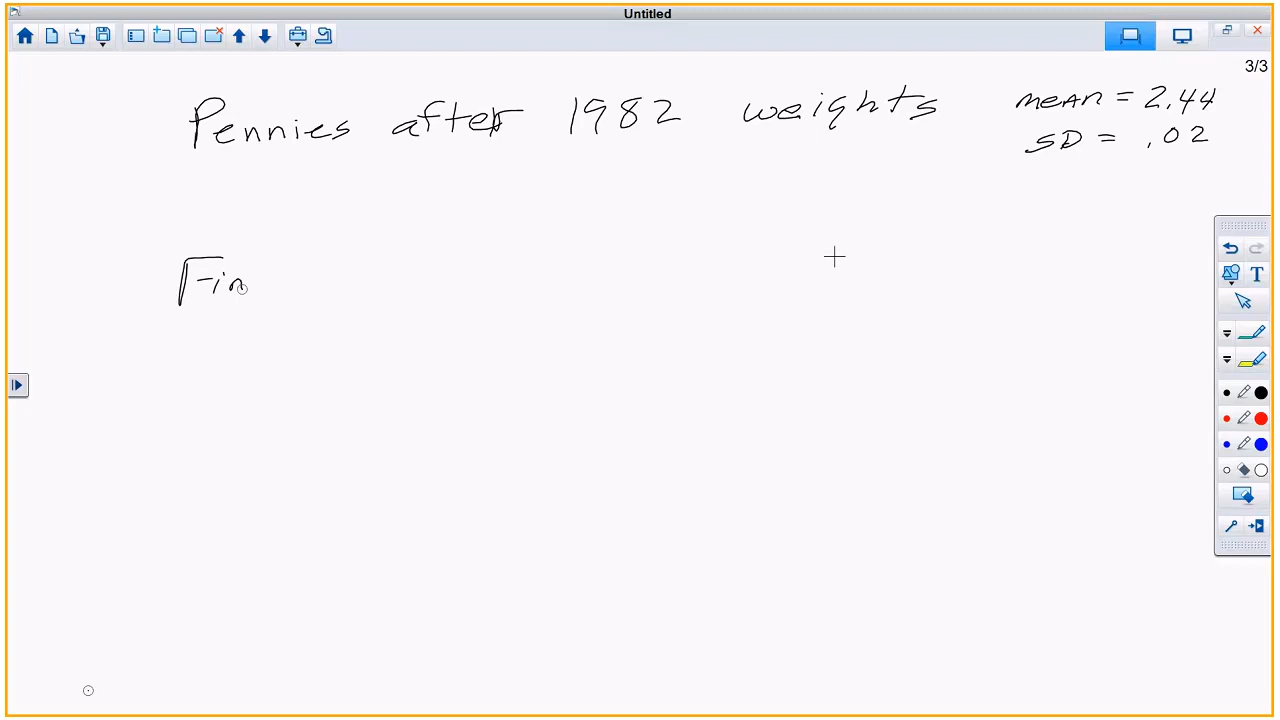 Untitled
3/3
Pennies after 1982 weights
mean = 2.44
SD = .02
Fin
T